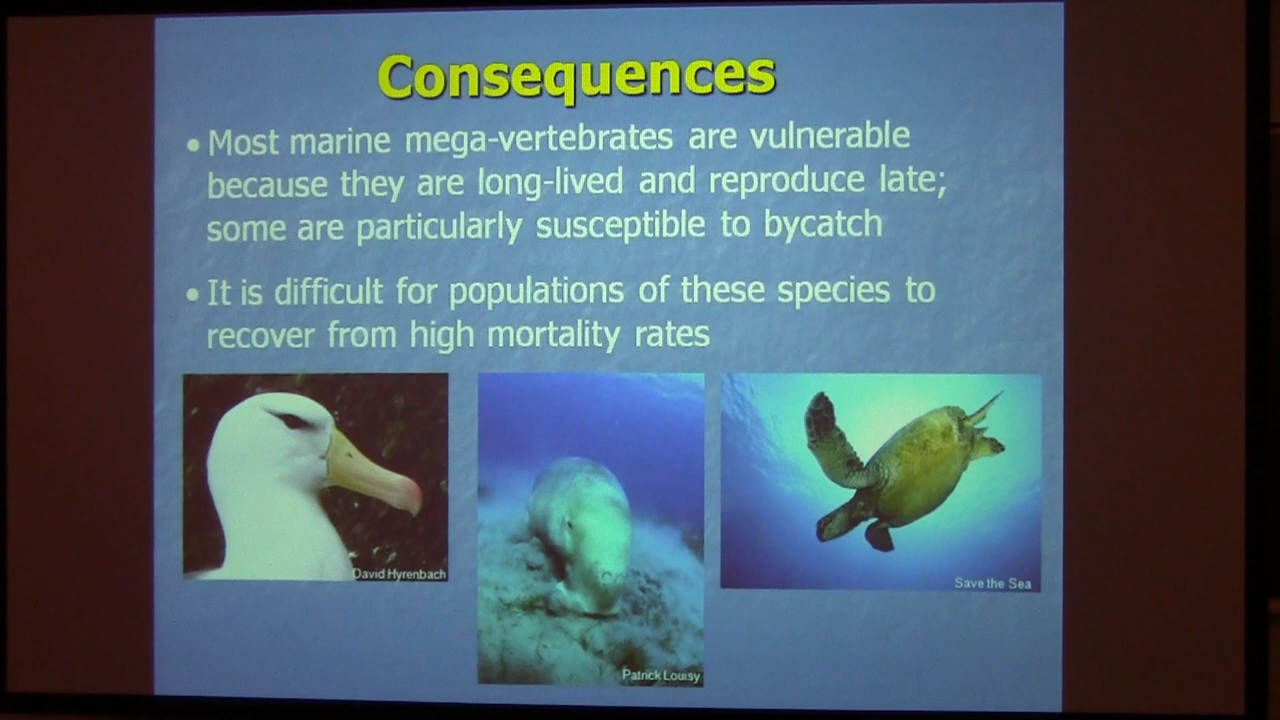 Consequences
• Most marine mega-vertebrates are vulnerable
because they are long-lived and reproduce late;
some are particularly susceptible to bycatch
• It is difficult for populations of these species to
recover from high mortality rates
David Hyrenbach
Patrick Louisy
Save the Sea